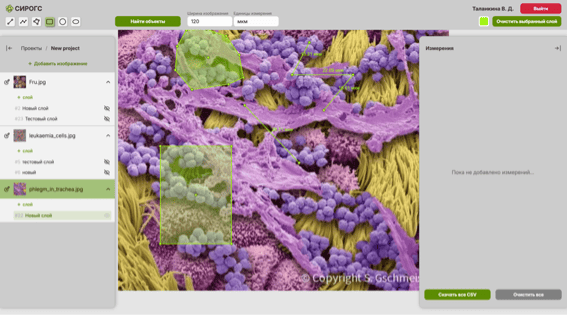 СИРОГС
Таланкина В. Д.
Выйти
Найти объекты
Ширина изображения:
120
Единицы измерения:
мкм
Очистить выбранный слой
Проекты / New project
+ Добавить изображение
Fru.jpg
+ слой
Новый слой
Тестовый слой
leukaemia_cells.jpg
+ слой
тестовый слой
новый
phlegm_in_trachea.jpg
+ слой
Новый слой
Измерения
Пока не добавлено измерений...
© Copyright S Gschmei
Скачать все CSV
Очистить все